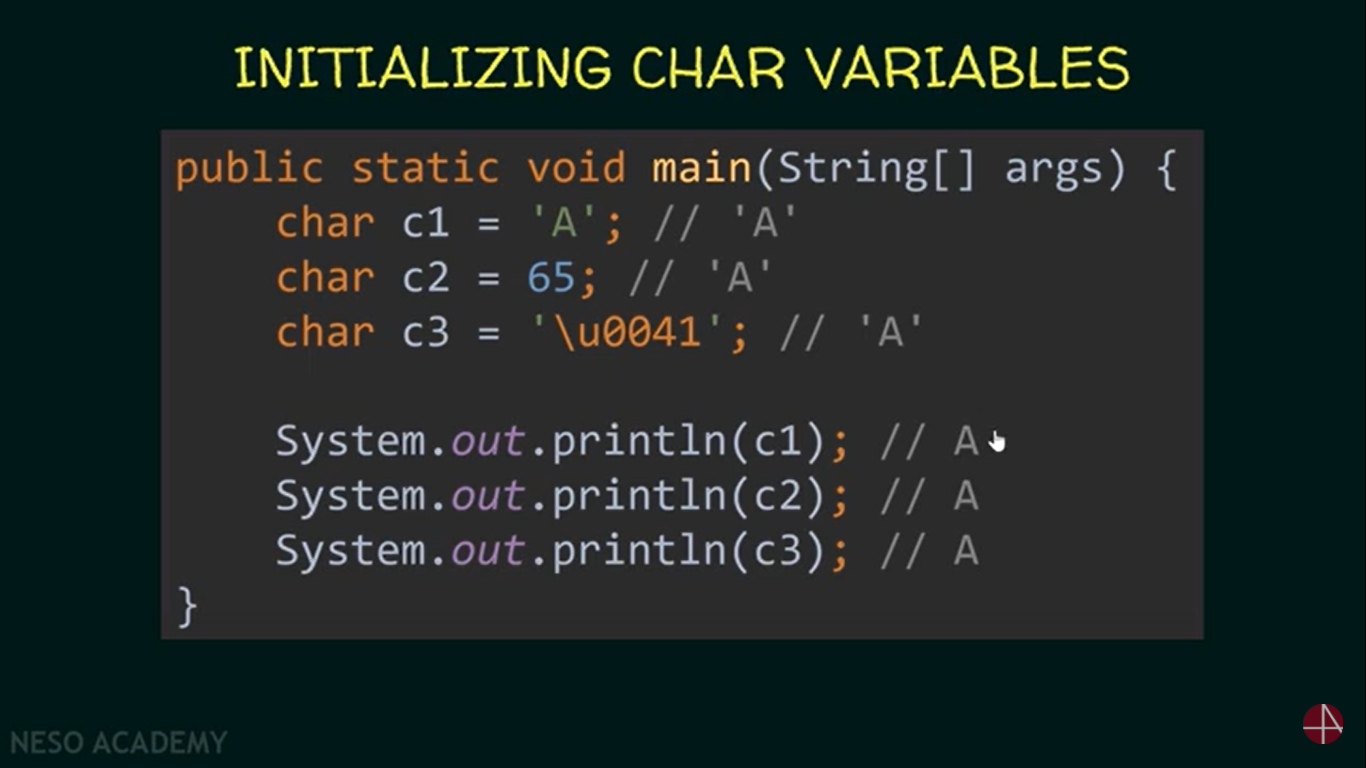 INITIALIZING CHAR VARIABLES
public static void main(String[] args) {
    char c1 = 'A'; // 'A'
    char c2 = 65; // 'A'
    char c3 = '\u0041'; // 'A'

    System.out.println(c1); // A
    System.out.println(c2); // A
    System.out.println(c3); // A
}
NESO ACADEMY